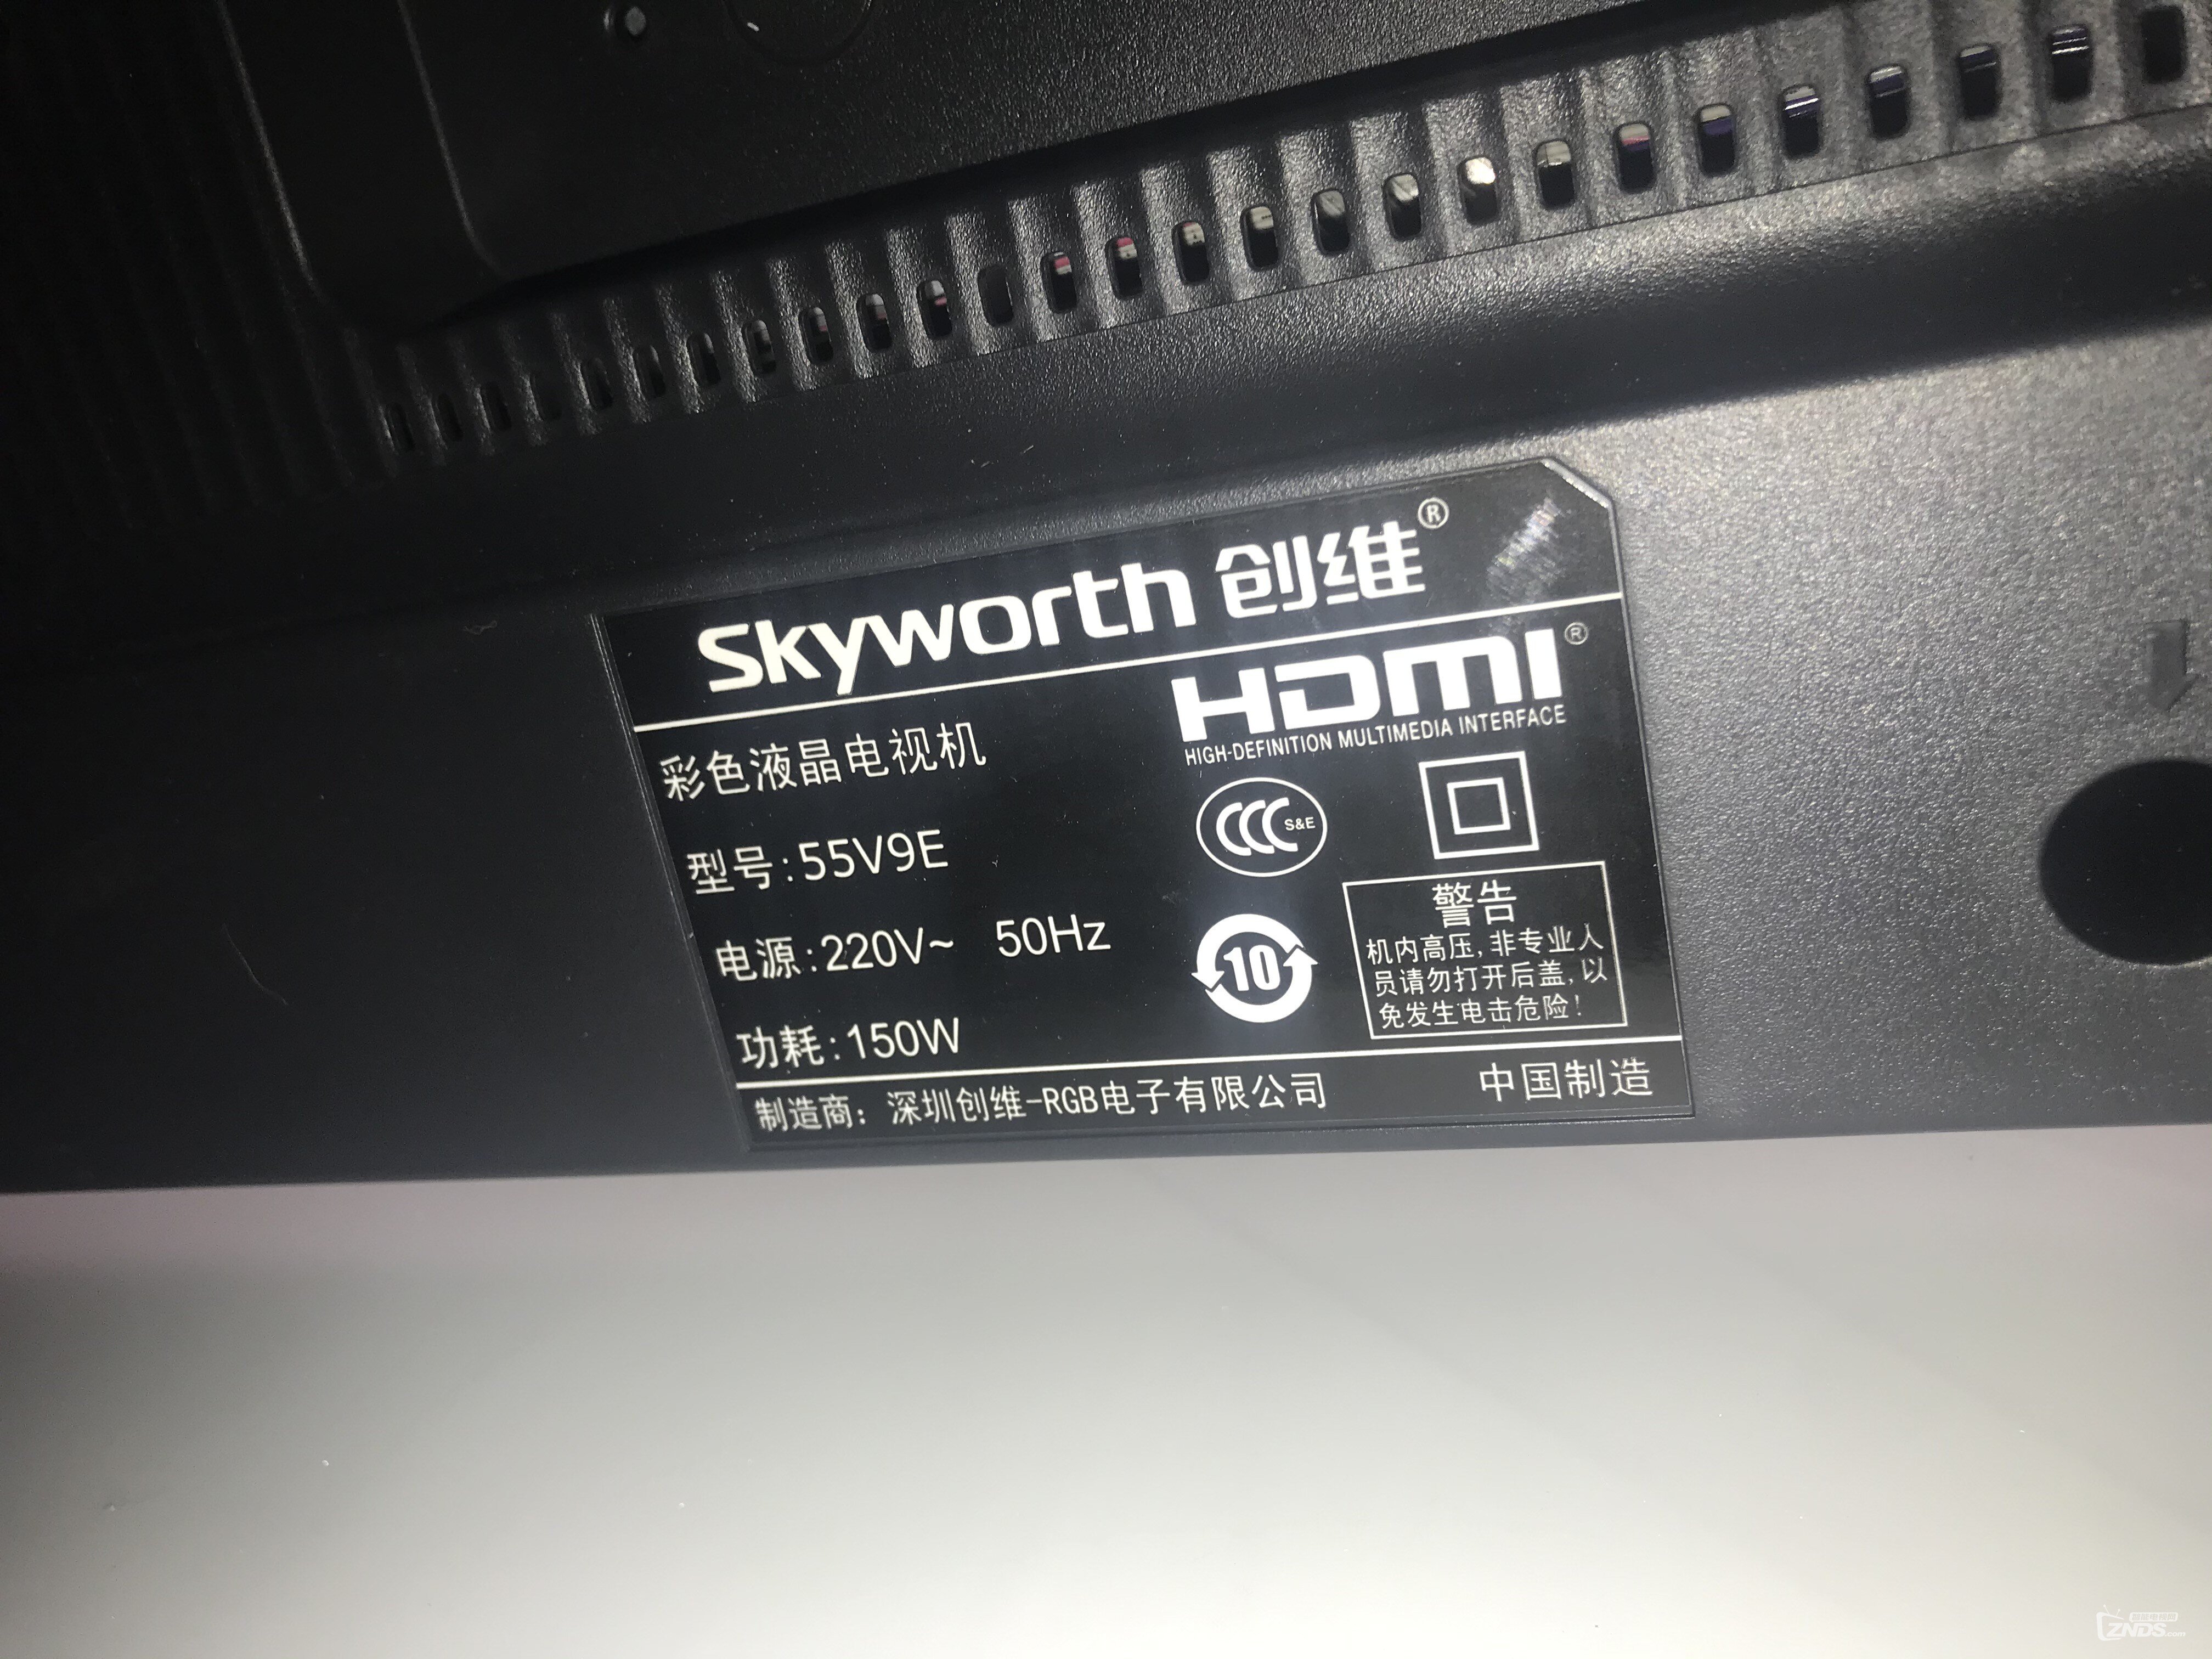 Skyworth 创维®
HDMI®
HIGH-DEFINITION MULTIMEDIA INTERFACE
彩色液晶电视机
型号:55V9E
CCC S&E
电源:220V~ 50Hz
10
警告
机内高压,非专业人
员请勿打开后盖,以
免发生电击危险!
功耗:150W
制造商: 深圳创维-RGB电子有限公司
中国制造
ZNDS.com